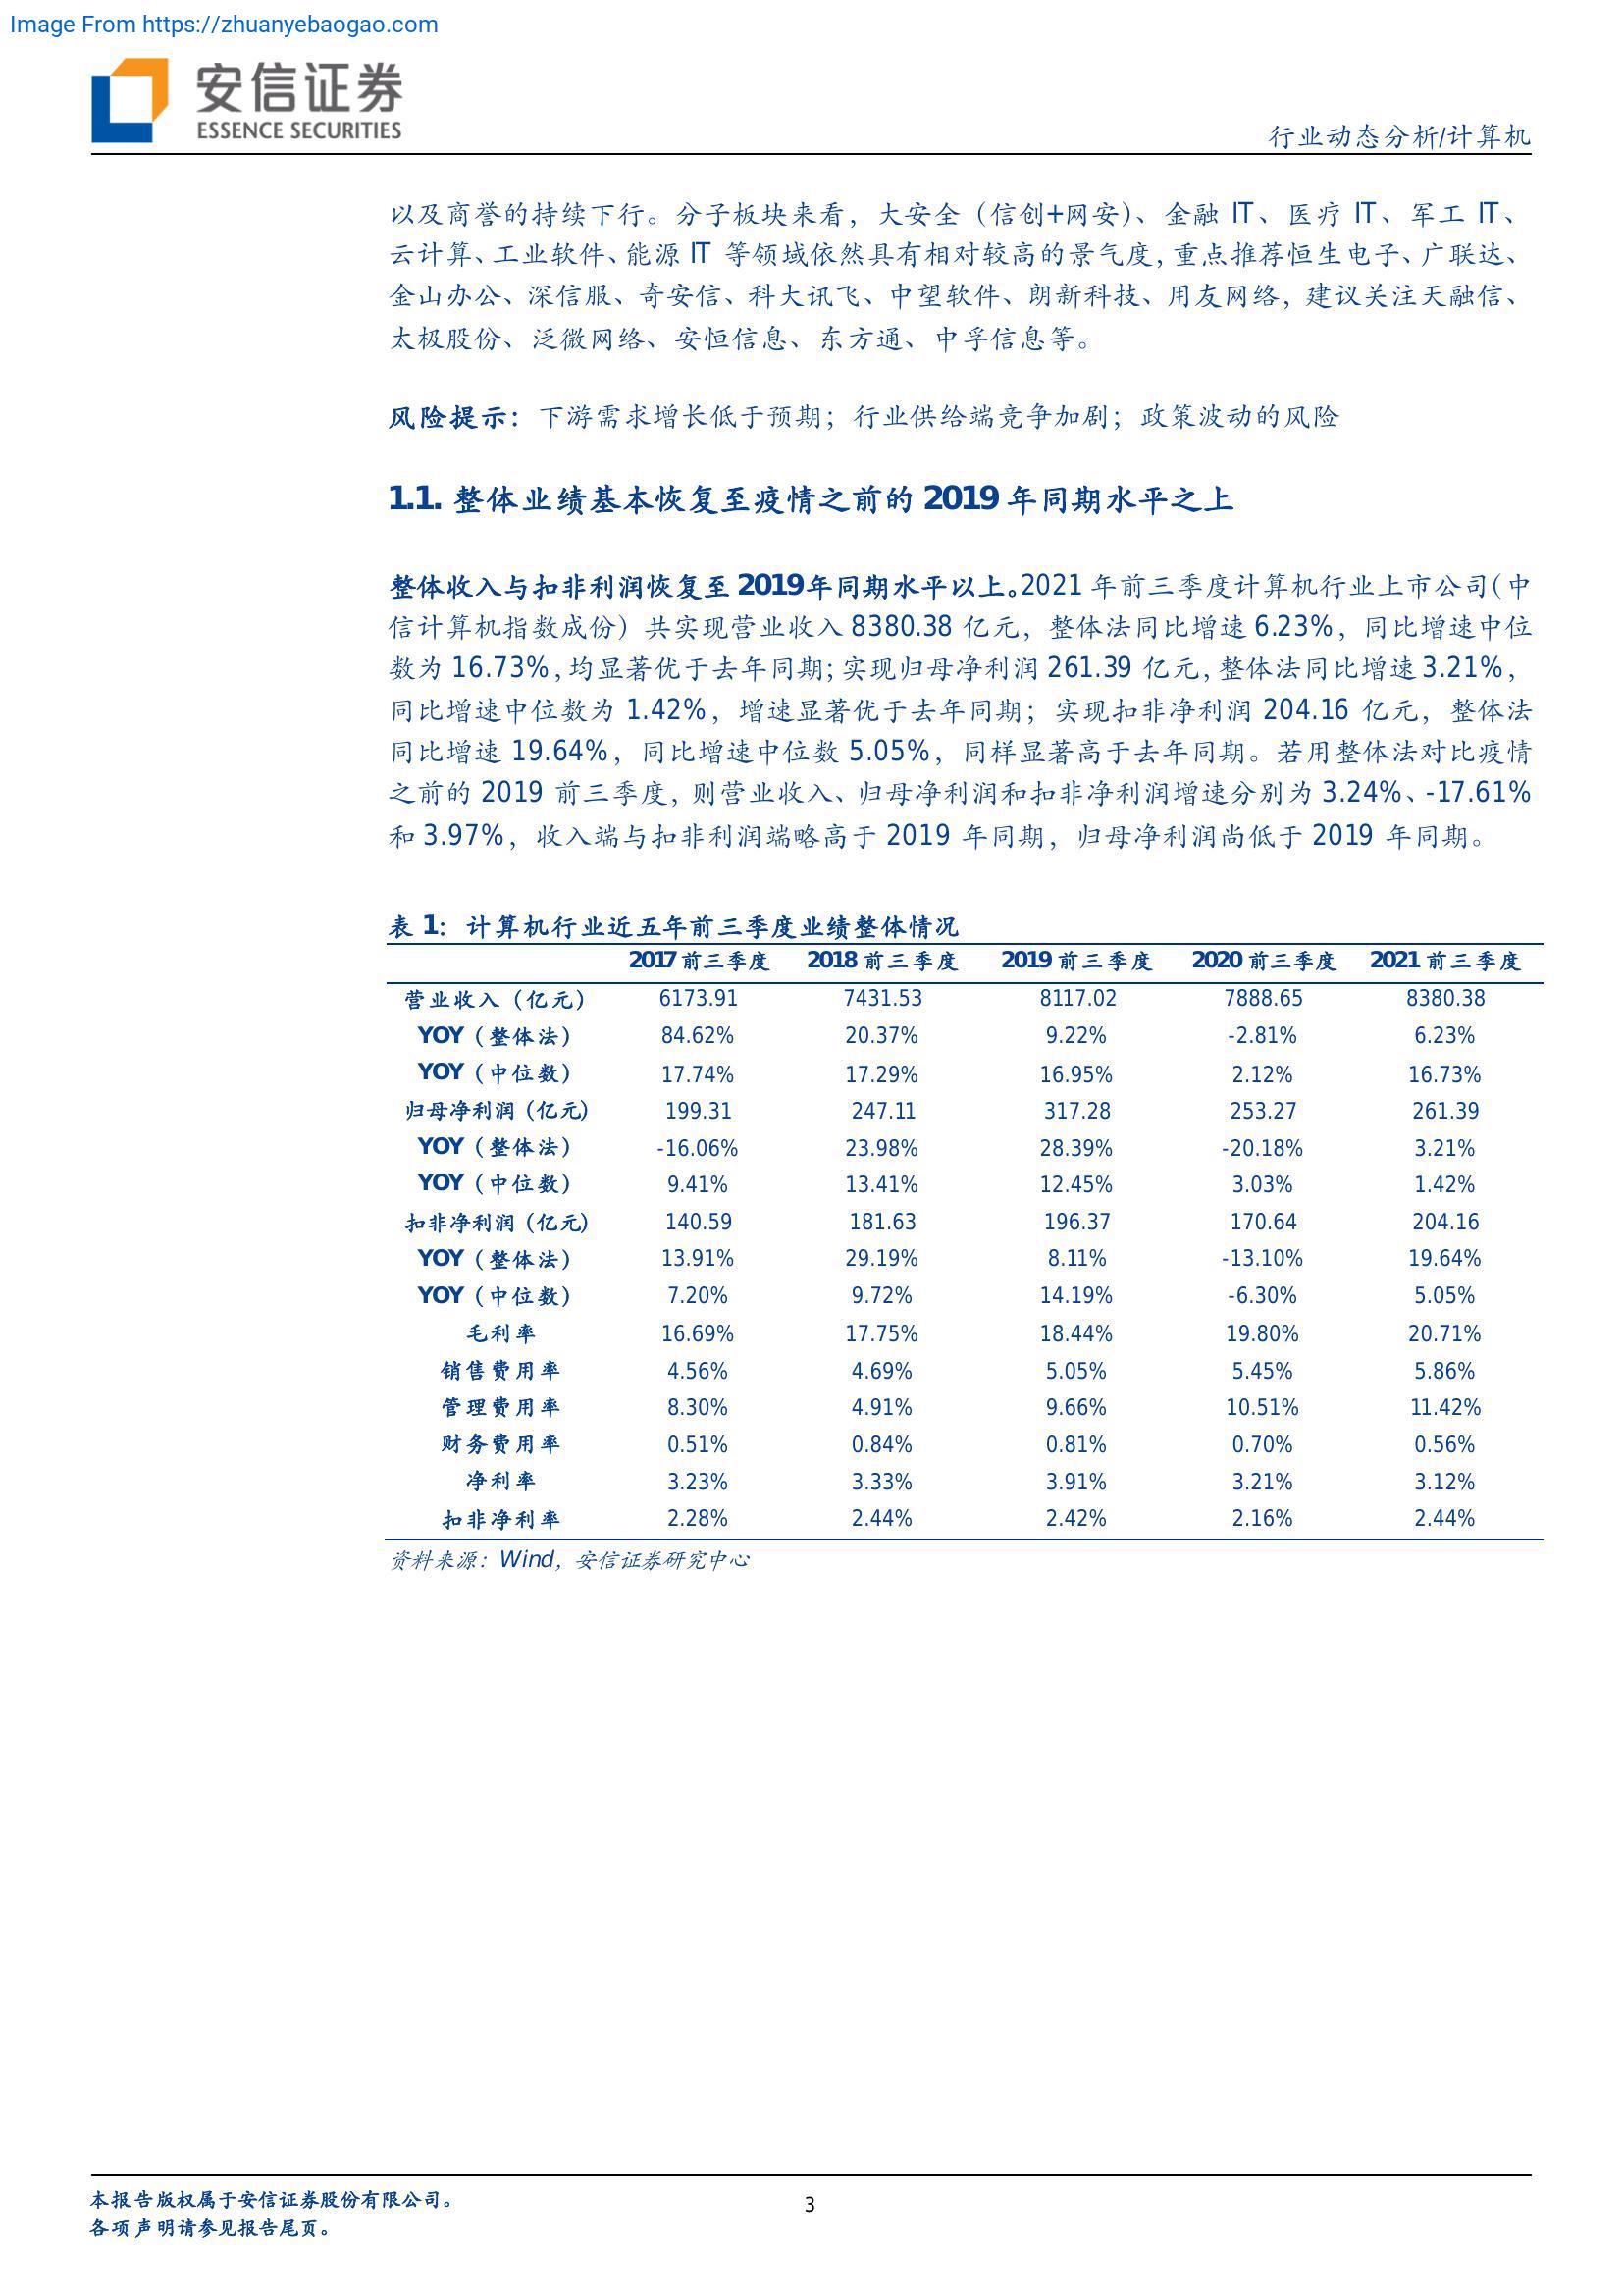 Image From https://zhuanyebaogao.com
安信证券
ESSENCE SECURITIES
行业动态分析/计算机
以及商誉的持续下行。分子板块来看，大安全（信创+网安）、金融 IT、医疗 IT、军工 IT、
云计算、工业软件、能源 IT 等领域依然具有相对较高的景气度，重点推荐恒生电子、广联达、
金山办公、深信服、奇安信、科大讯飞、中望软件、朗新科技、用友网络，建议关注天融信、
太极股份、泛微网络、安恒信息、东方通、中孚信息等。
风险提示：下游需求增长低于预期；行业供给端竞争加剧；政策波动的风险
1.1. 整体业绩基本恢复至疫情之前的 2019 年同期水平之上
整体收入与扣非利润恢复至 2019年同期水平以上。2021 年前三季度计算机行业上市公司（中
信计算机指数成份）共实现营业收入 8380.38 亿元，整体法同比增速 6.23%，同比增速中位
数为 16.73%，均显著优于去年同期；实现归母净利润 261.39 亿元，整体法同比增速 3.21%，
同比增速中位数为 1.42%，增速显著优于去年同期；实现扣非净利润 204.16 亿元，整体法
同比增速 19.64%，同比增速中位数 5.05%，同样显著高于去年同期。若用整体法对比疫情
之前的 2019 前三季度，则营业收入、归母净利润和扣非净利润增速分别为 3.24%、-17.61%
和 3.97%，收入端与扣非利润端略高于 2019 年同期，归母净利润尚低于 2019 年同期。
表 1：计算机行业近五年前三季度业绩整体情况
2017 前三季度 2018 前三季度 2019 前三季度 2020 前三季度 2021 前三季度
营业收入（亿元） 6173.91 7431.53 8117.02 7888.65 8380.38
YOY（整体法） 84.62% 20.37% 9.22% -2.81% 6.23%
YOY（中位数） 17.74% 17.29% 16.95% 2.12% 16.73%
归母净利润（亿元） 199.31 247.11 317.28 253.27 261.39
YOY（整体法） -16.06% 23.98% 28.39% -20.18% 3.21%
YOY（中位数） 9.41% 13.41% 12.45% 3.03% 1.42%
扣非净利润（亿元） 140.59 181.63 196.37 170.64 204.16
YOY（整体法） 13.91% 29.19% 8.11% -13.10% 19.64%
YOY（中位数） 7.20% 9.72% 14.19% -6.30% 5.05%
毛利率 16.69% 17.75% 18.44% 19.80% 20.71%
销售费用率 4.56% 4.69% 5.05% 5.45% 5.86%
管理费用率 8.30% 4.91% 9.66% 10.51% 11.42%
财务费用率 0.51% 0.84% 0.81% 0.70% 0.56%
净利率 3.23% 3.33% 3.91% 3.21% 3.12%
扣非净利率 2.28% 2.44% 2.42% 2.16% 2.44%
资料来源：Wind，安信证券研究中心
本报告版权属于安信证券股份有限公司。
各项声明请参见报告尾页。
3